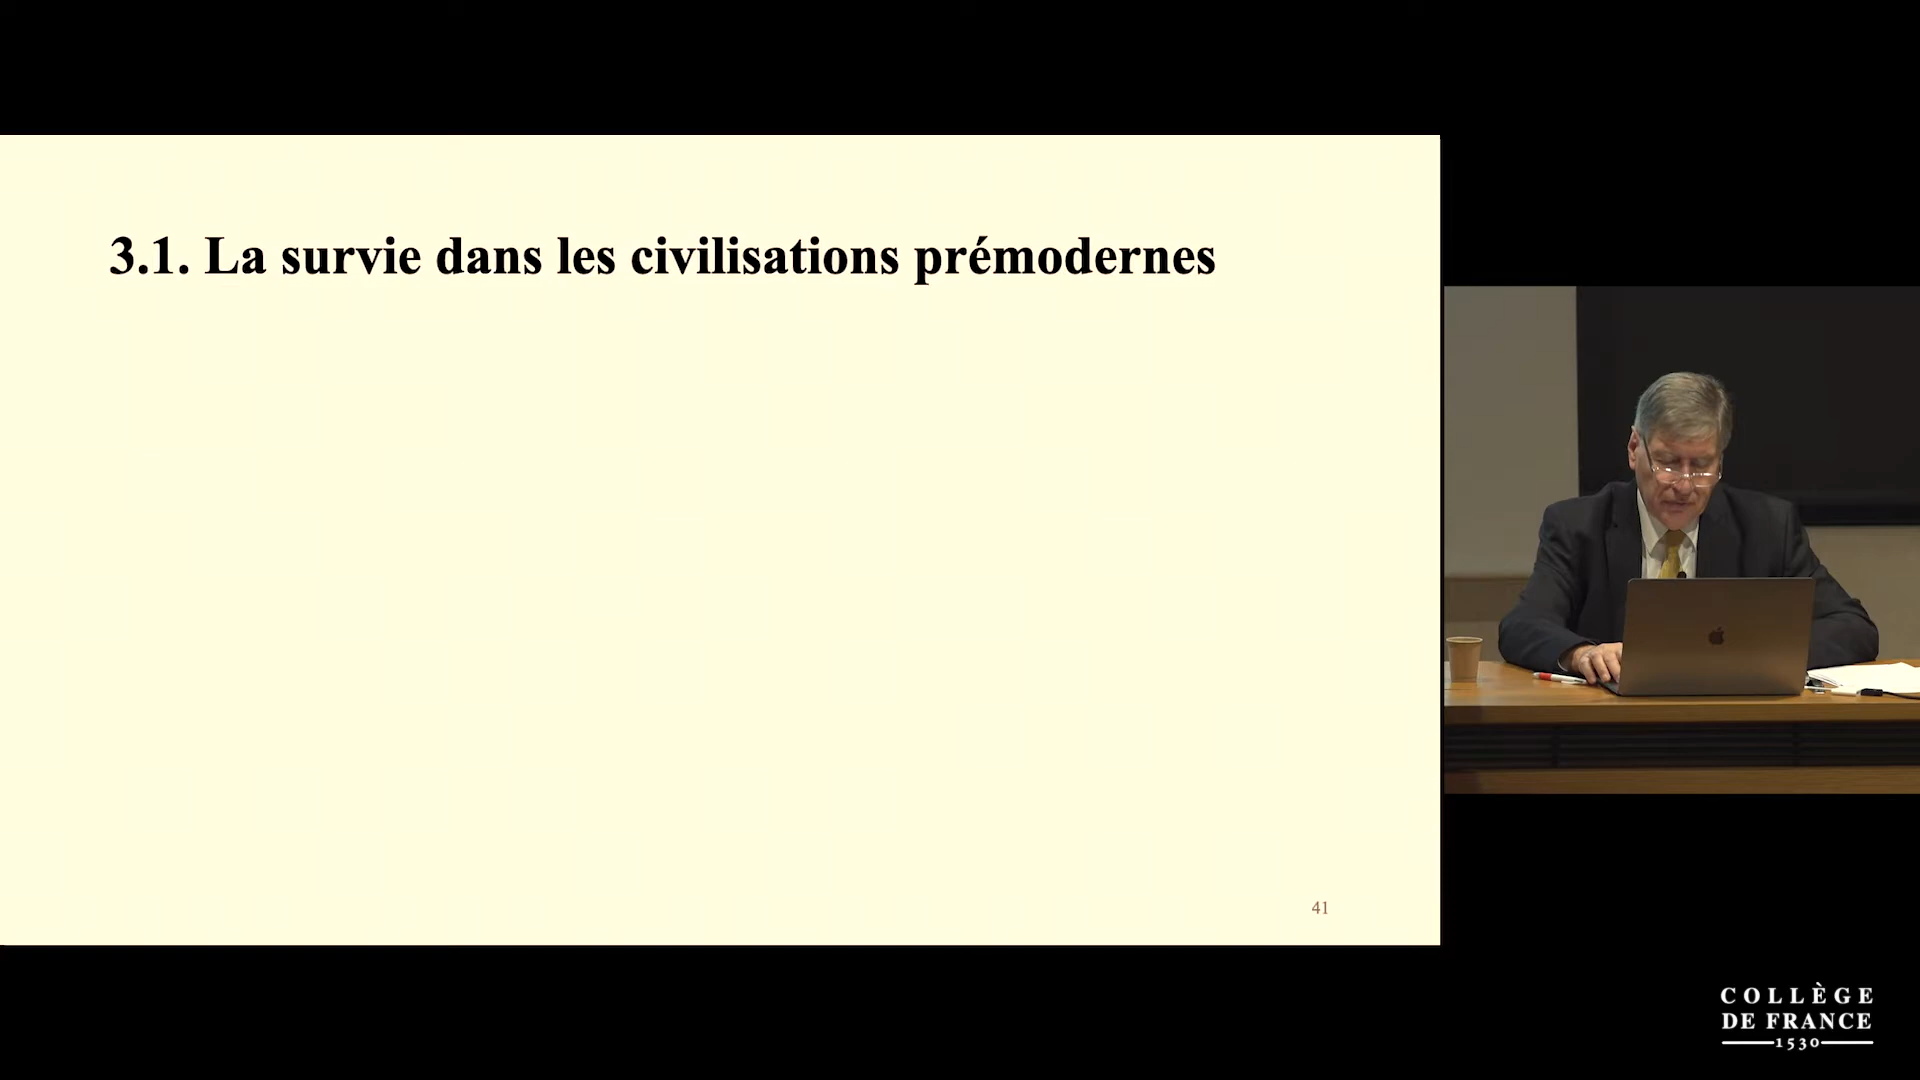 3.1. La survie dans les civilisations prémodernes
41
COLLÈGE
DE FRANCE
1530